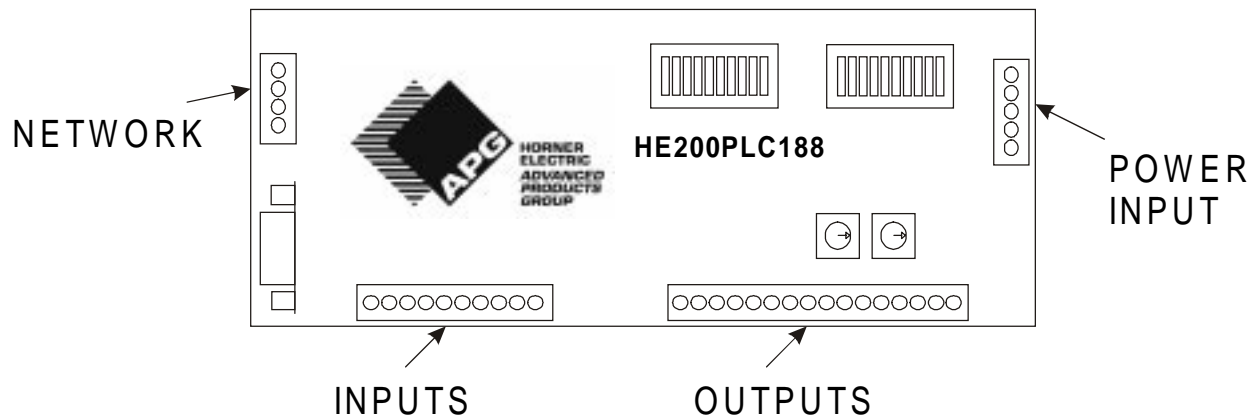 NETWORK
APG
HORNER
ELECTRIC
ADVANCED
PRODUCTS
GROUP
HE200PLC188
POWER
INPUT
INPUTS
OUTPUTS